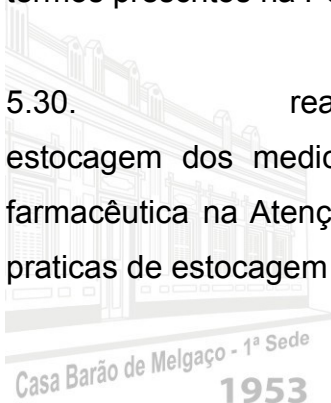 5.30. rea
estocagem dos medic
farmacêutica na Atenç
praticas de estocagem
Casa Barão de Melgaço - 1ª Sede
1953